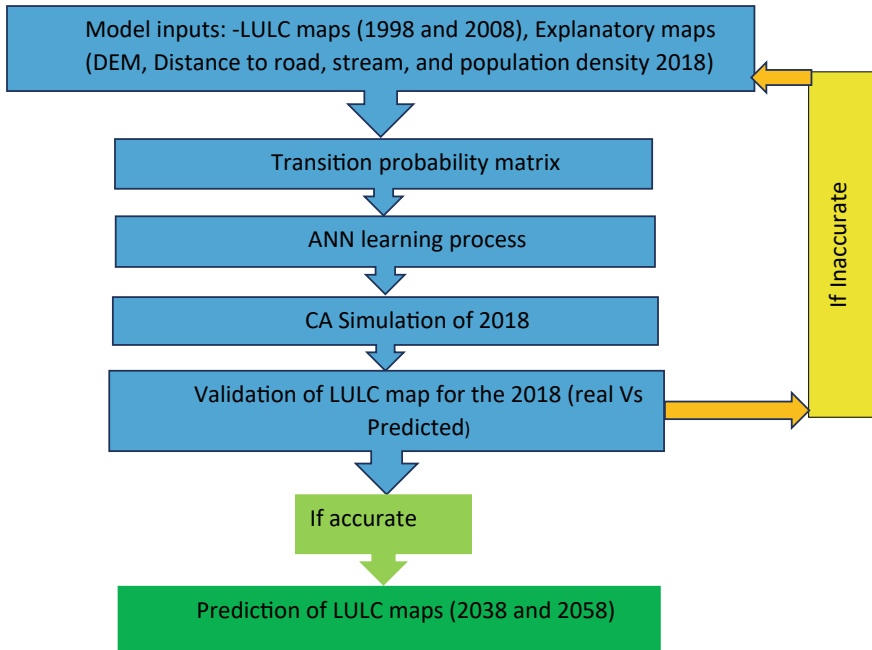 Model inputs: -LULC maps (1998 and 2008), Explanatory maps
(DEM, Distance to road, stream, and population density 2018)
Transition probability matrix
ANN learning process
CA Simulation of 2018
Validation of LULC map for the 2018 (real Vs
Predicted)
If Inaccurate
If accurate
Prediction of LULC maps (2038 and 2058)